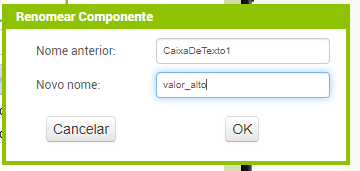 Renomear Componente
Nome anterior: CaixaDeTexto1
Novo nome: valor_alto
Cancelar OK